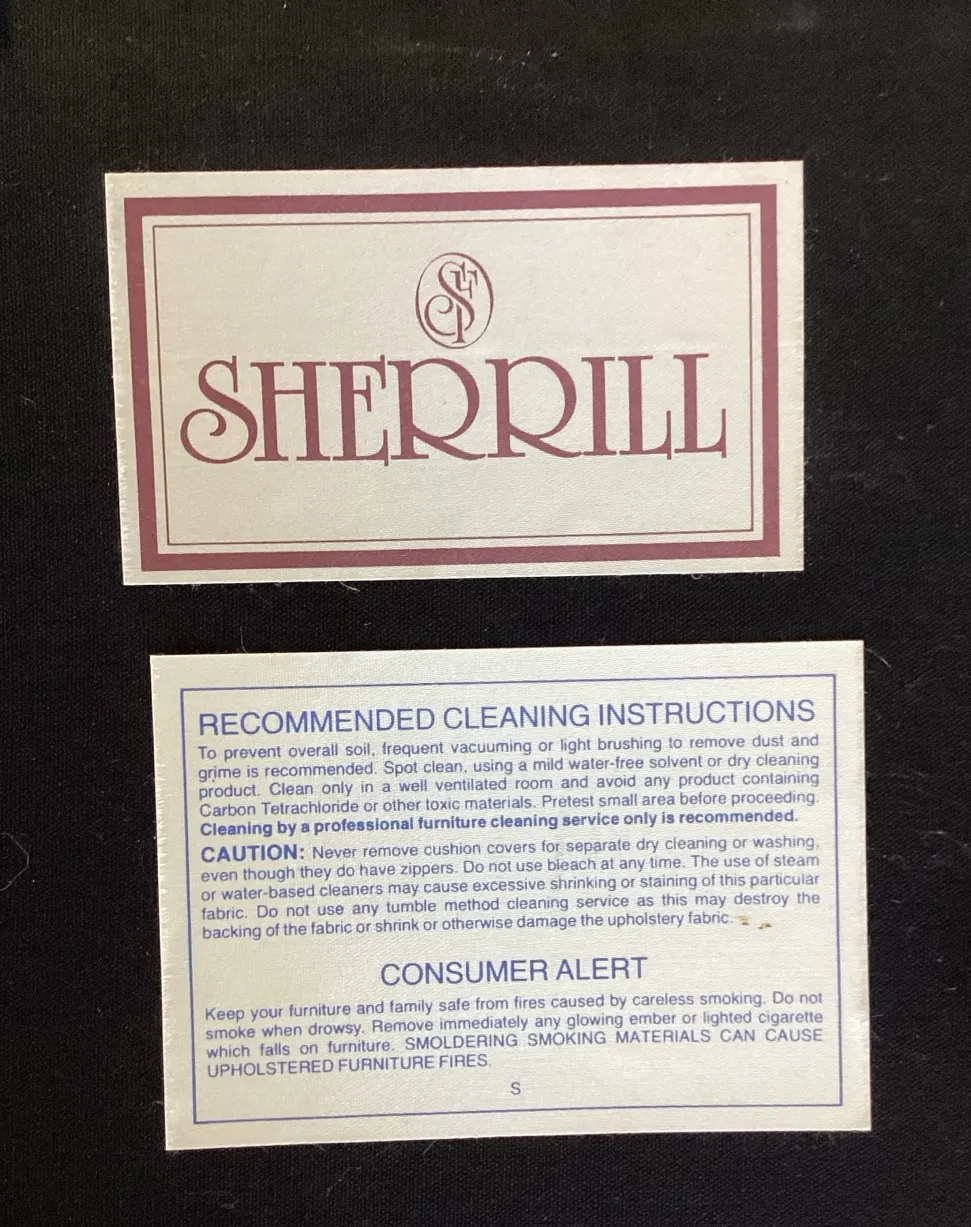 SF
SHERRILL
RECOMMENDED CLEANING INSTRUCTIONS
To prevent overall soil, frequent vacuuming or light brushing to remove dust and
grime is recommended. Spot clean, using a mild water-free solvent or dry cleaning
product. Clean only in a well ventilated room and avoid any product containing
Carbon Tetrachloride or other toxic materials. Pretest small area before proceeding.
Cleaning by a professional furniture cleaning service only is recommended.
CAUTION: Never remove cushion covers for separate dry cleaning or washing,
even though they do have zippers. Do not use bleach at any time. The use of steam
or water-based cleaners may cause excessive shrinking or staining of this particular
fabric. Do not use any tumble method cleaning service as this may destroy the
backing of the fabric or shrink or otherwise damage the upholstery fabric.
CONSUMER ALERT
Keep your furniture and family safe from fires caused by careless smoking. Do not
smoke when drowsy. Remove immediately any glowing ember or lighted cigarette
which falls on furniture. SMOLDERING SMOKING MATERIALS CAN CAUSE
UPHOLSTERED FURNITURE FIRES.
S